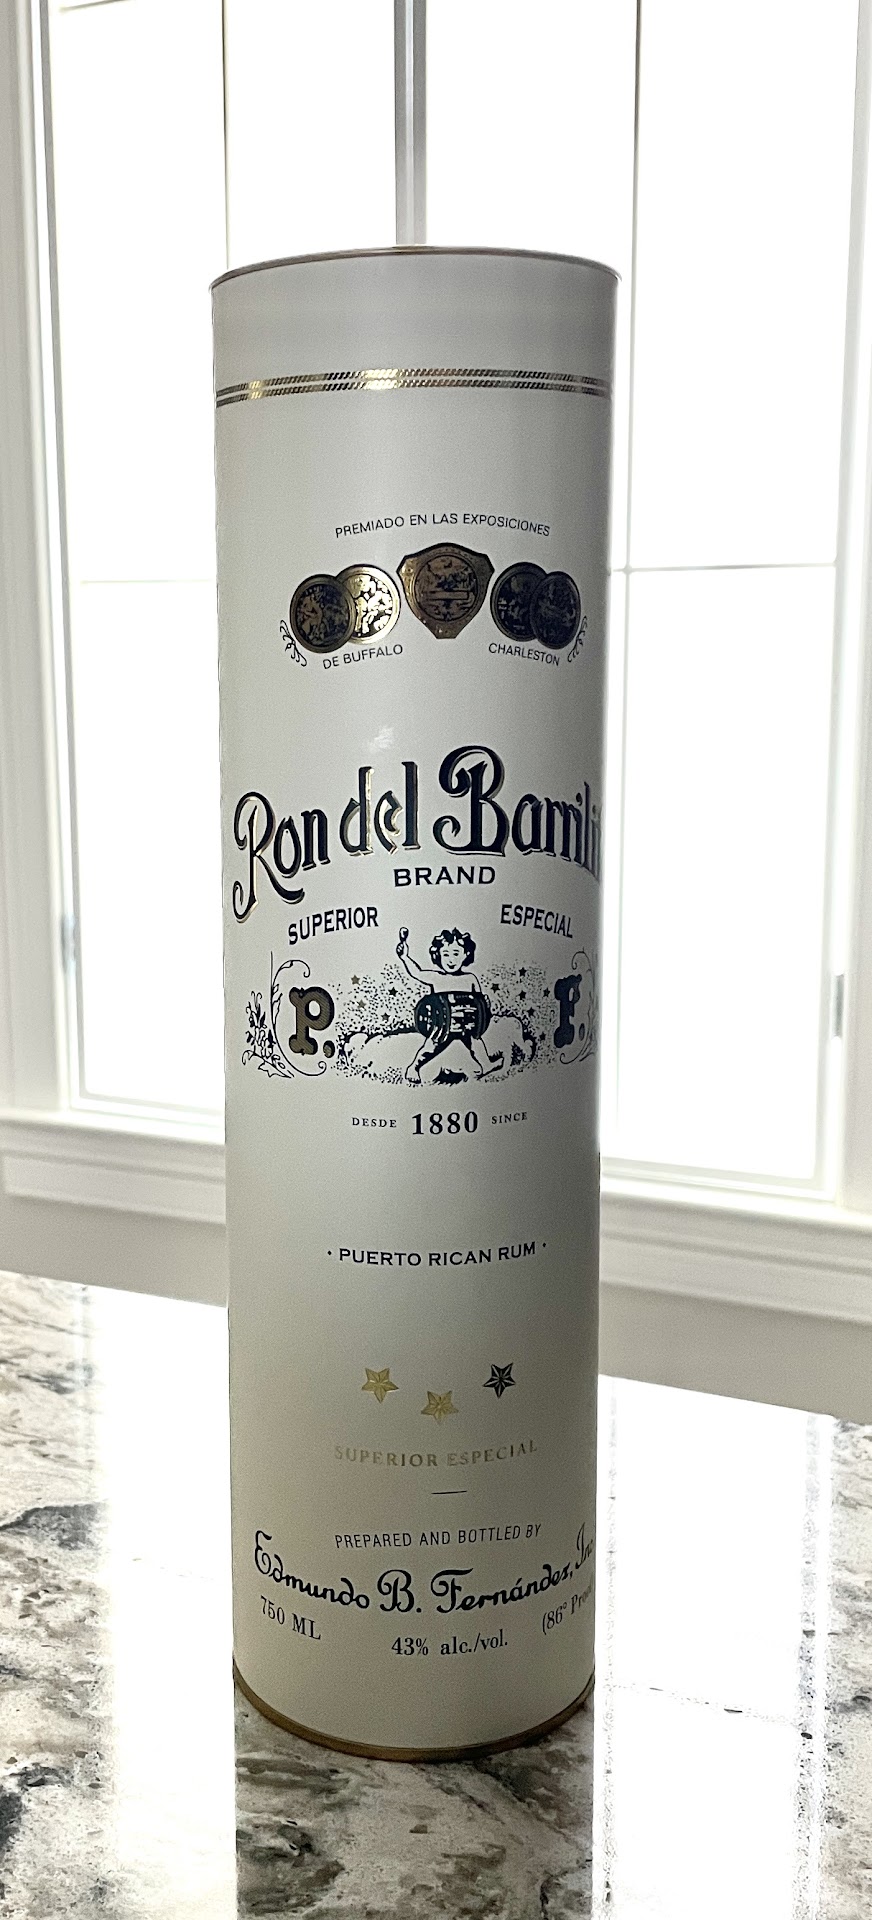 PREMIADO EN LAS EXPOSICIONES
DE BUFFALO CHARLESTON
Ron del Barrili
BRAND
SUPERIOR ESPECIAL
P. F.
DESDE 1880 SINCE
• PUERTO RICAN RUM •
SUPERIOR ESPECIAL
PREPARED AND BOTTLED BY
Edmundo B. Fernández, Inc
750 ML 43% alc./vol. (86° Proof